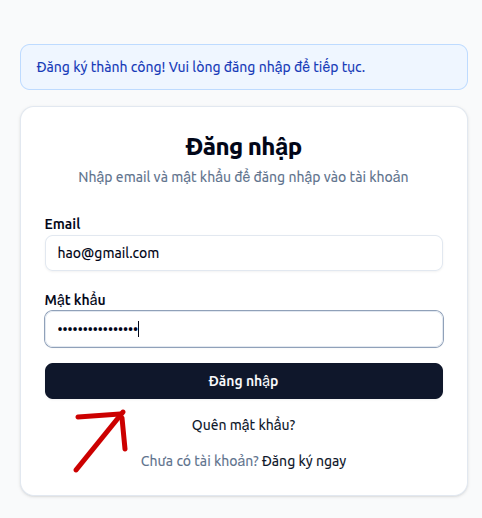 Đăng ký thành công! Vui lòng đăng nhập để tiếp tục.
Đăng nhập
Nhập email và mật khẩu để đăng nhập vào tài khoản
Email
hao@gmail.com
Mật khẩu
••••••••••••••••
Đăng nhập
Quên mật khẩu?
Chưa có tài khoản? Đăng ký ngay